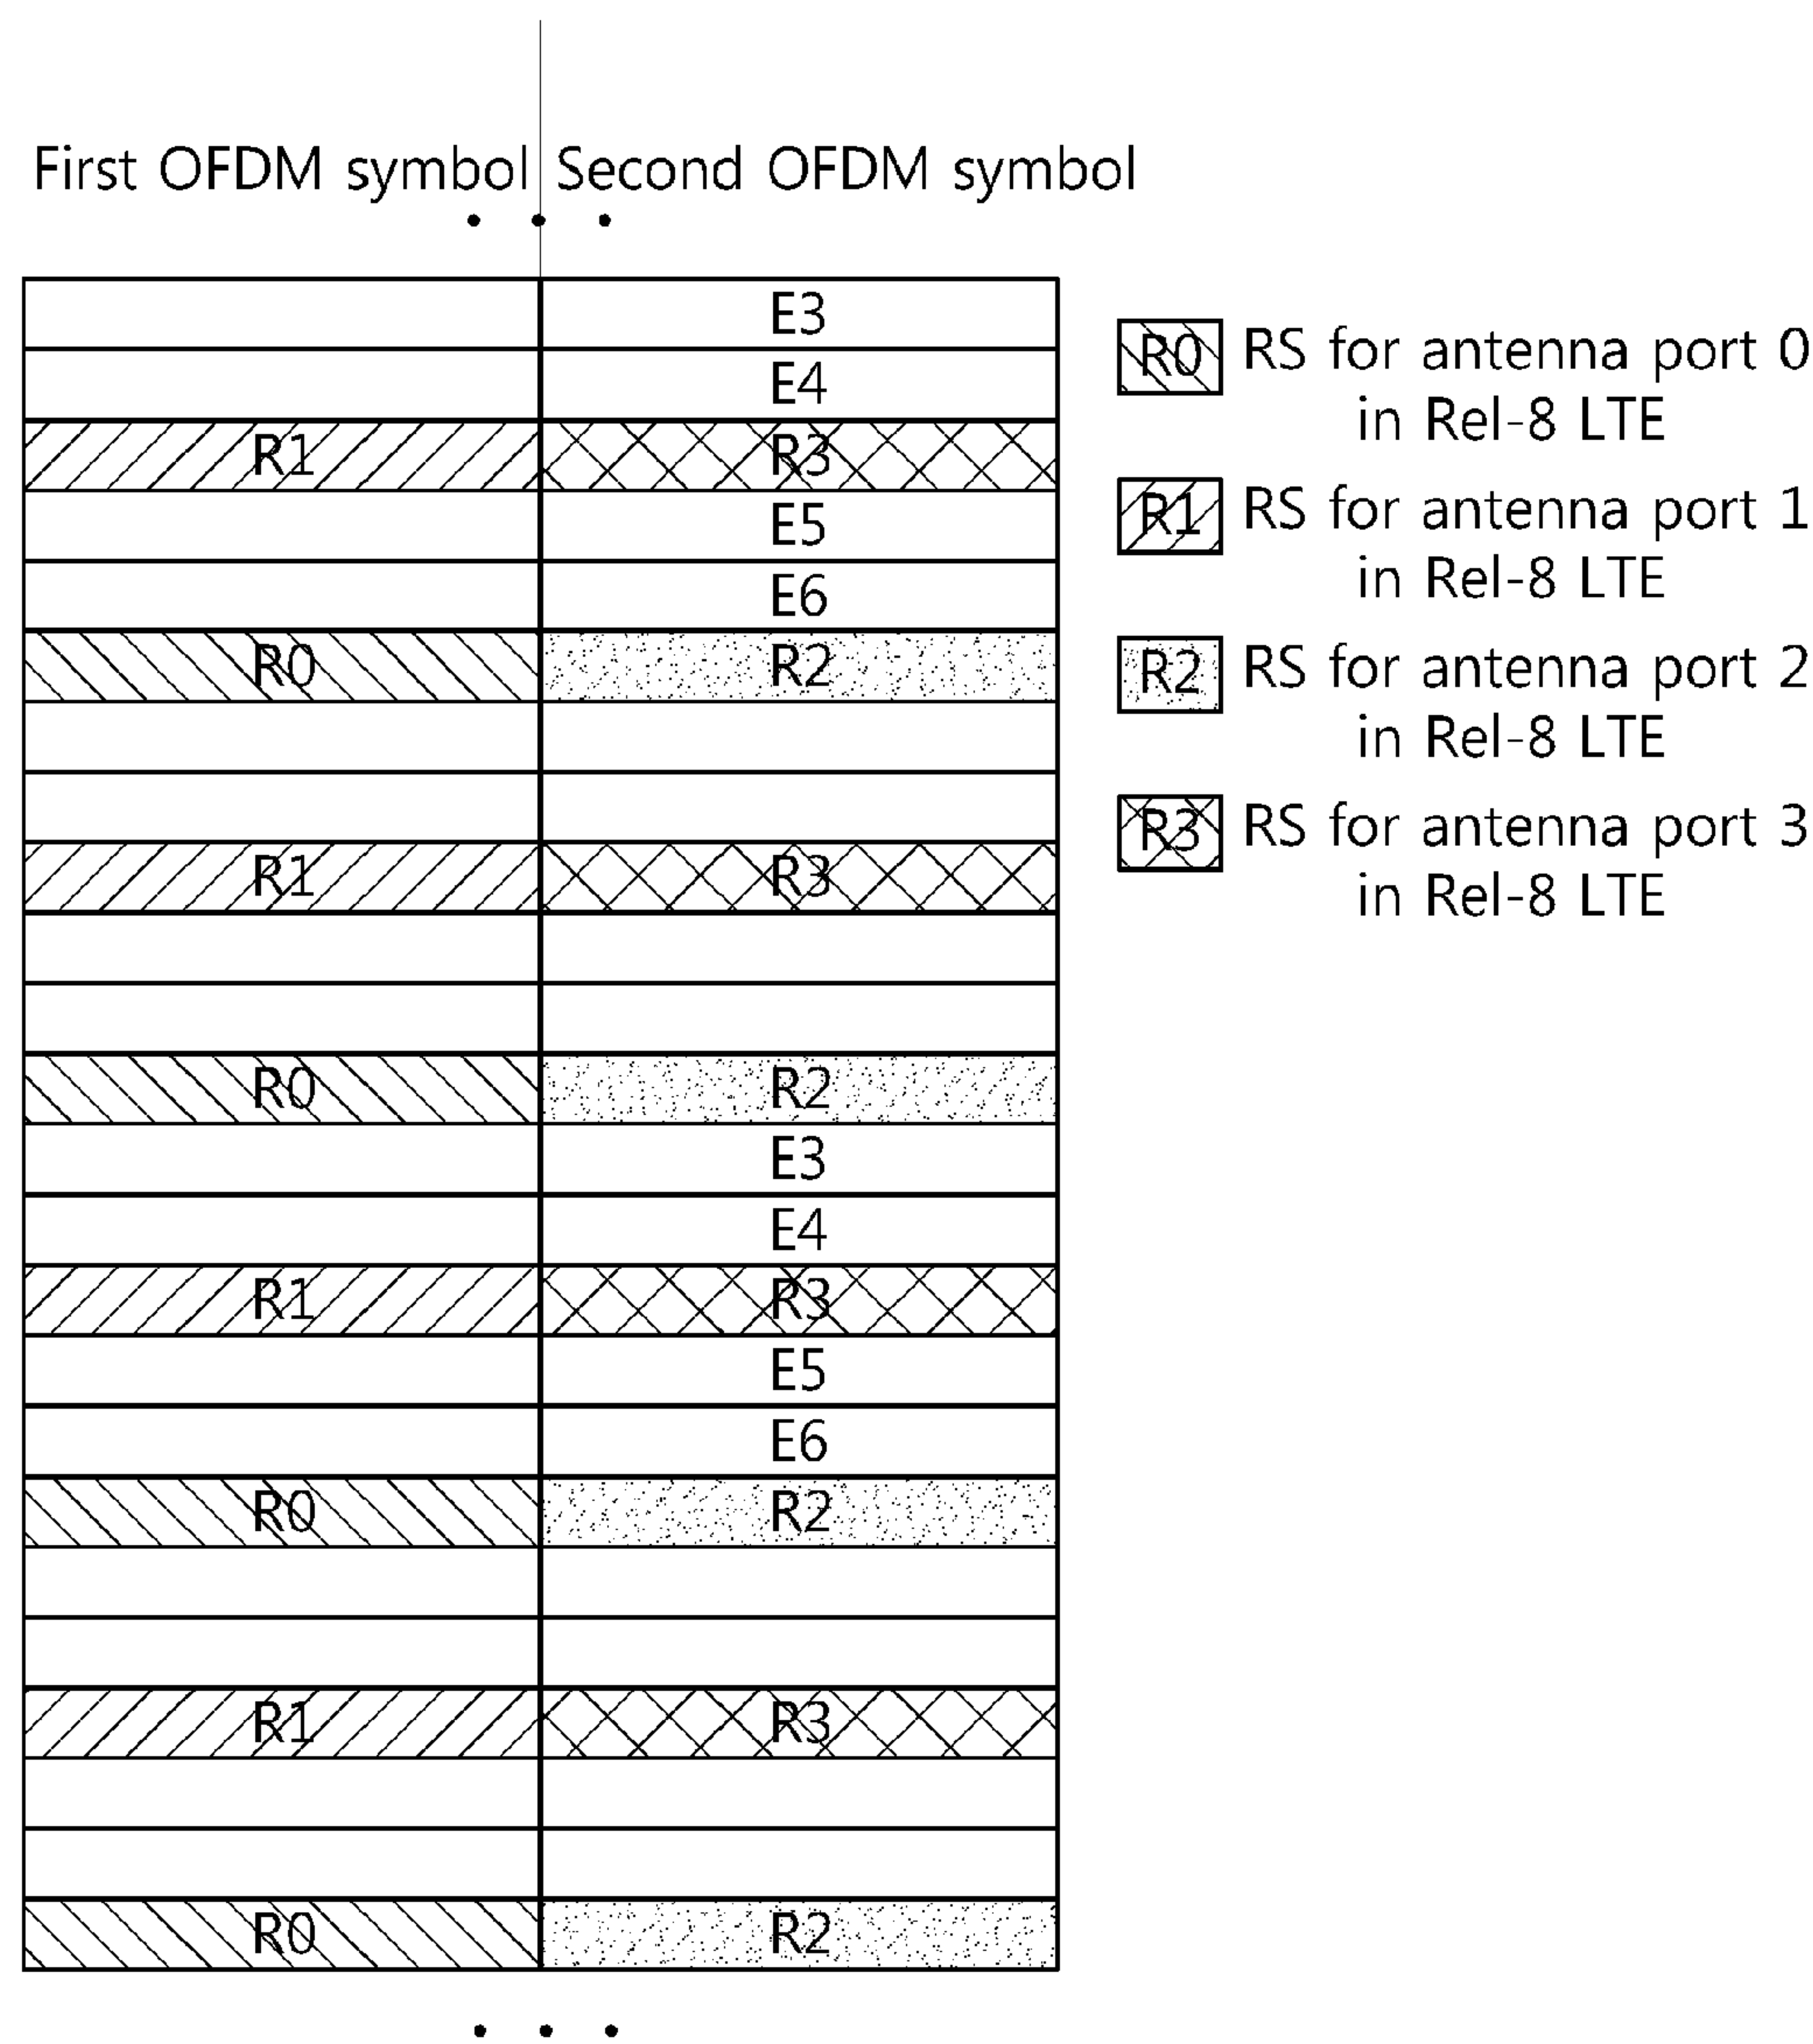 First OFDM symbol Second OFDM symbol
. . .
E3
E4
R1 R3
E5
E6
R0 R2
R1 R3
R0 R2
E3
E4
R1 R3
E5
E6
R0 R2
R1 R3
R0 R2
. . .
R0 RS for antenna port 0
in Rel-8 LTE
R1 RS for antenna port 1
in Rel-8 LTE
R2 RS for antenna port 2
in Rel-8 LTE
R3 RS for antenna port 3
in Rel-8 LTE